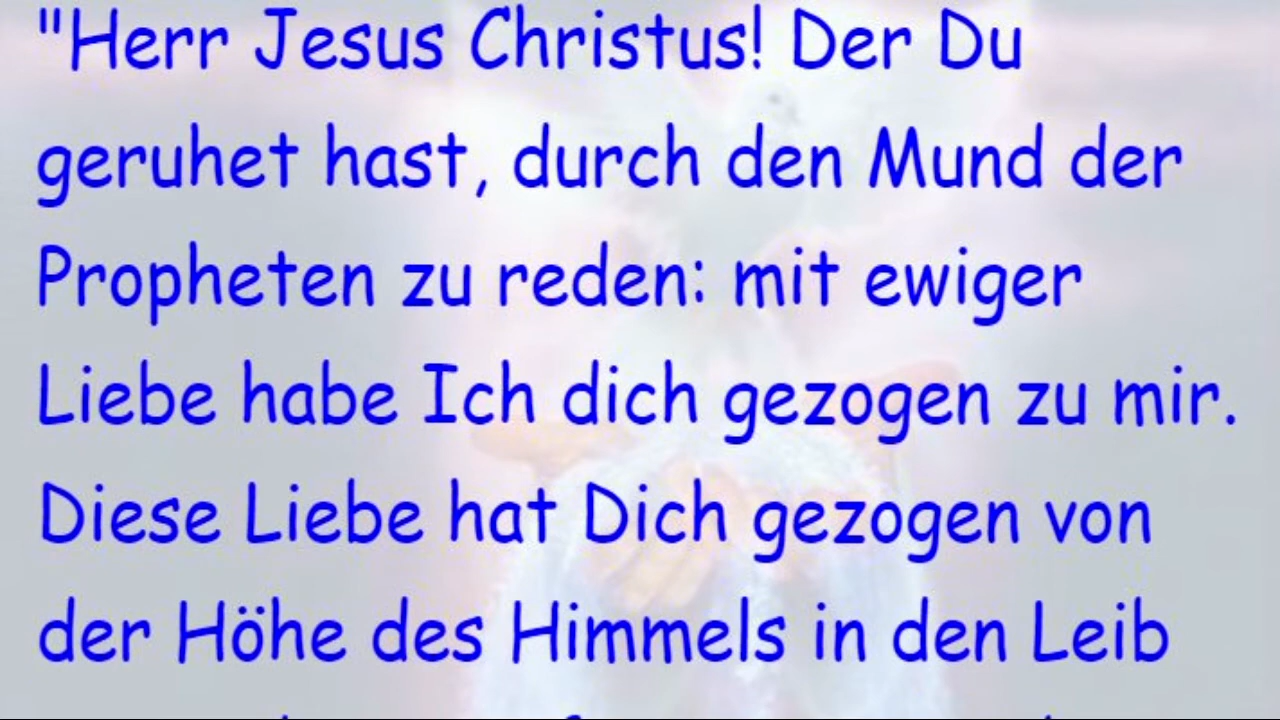 "Herr Jesus Christus! Der Du
geruhet hast, durch den Mund der
Propheten zu reden: mit ewiger
Liebe habe Ich dich gezogen zu mir.
Diese Liebe hat Dich gezogen von
der Höhe des Himmels in den Leib